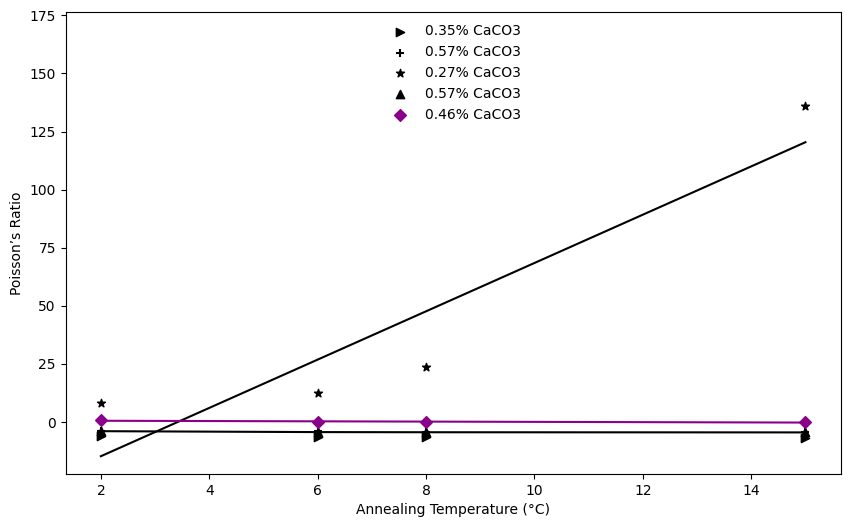 175
150
125
100
75
50
25
0
Poisson’s Ratio
0.35% CaCO3
0.57% CaCO3
0.27% CaCO3
0.57% CaCO3
0.46% CaCO3
2 4 6 8 10 12 14
Annealing Temperature (°C)